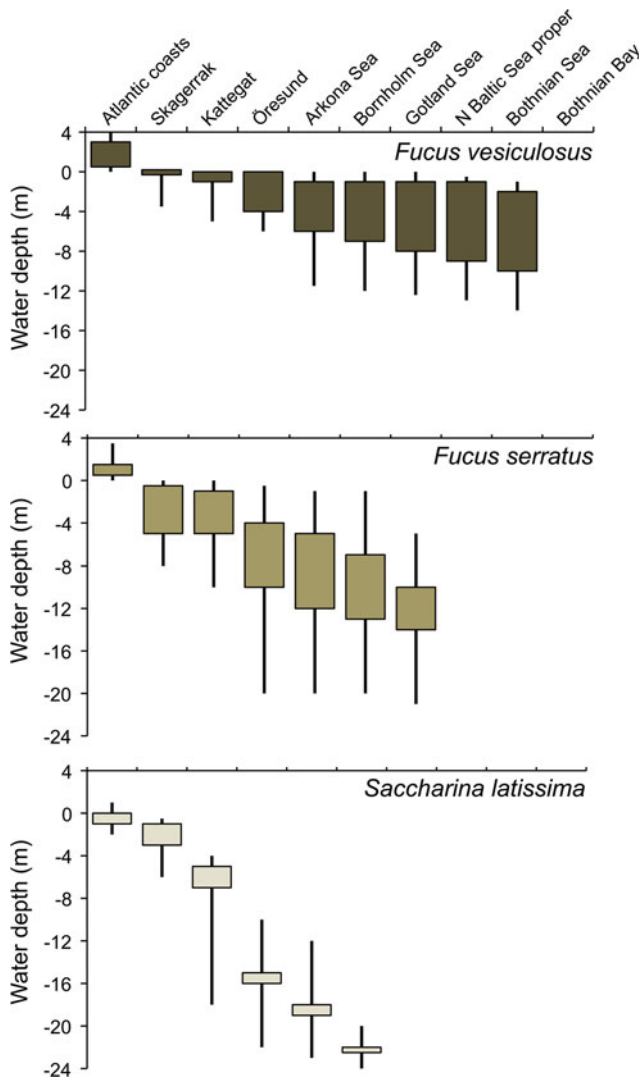 Atlantic coasts
Skagerrak
Kattegat
Öresund
Arkona Sea
Bornholm Sea
Gotland Sea
N Baltic Sea proper
Bothnian Sea
Bothnian Bay
Fucus vesiculosus
Water depth (m)
4
0
-4
-8
-12
-16
-20
-24
Fucus serratus
Water depth (m)
4
0
-4
-8
-12
-16
-20
-24
Saccharina latissima
Water depth (m)
4
0
-4
-8
-12
-16
-20
-24